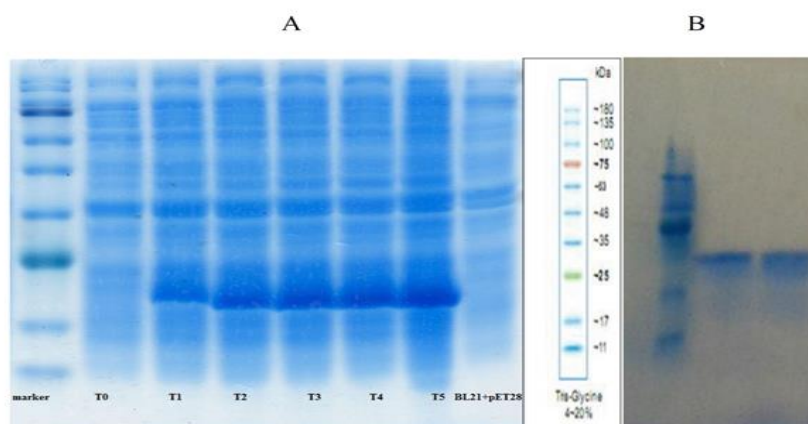 A
B
marker
T0
T1
T2
T3
T4
T5
BL21+pET28
kDa
~180
~135
~100
~75
~63
~48
~35
~25
~17
~11
Tris-Glycine
4~20%